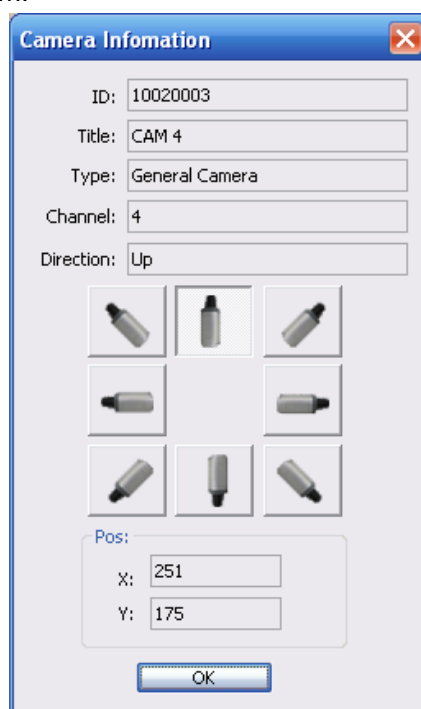 Camera Infomation
ID: 10020003
Title: CAM 4
Type: General Camera
Channel: 4
Direction: Up
Pos:
X: 251
Y: 175
OK